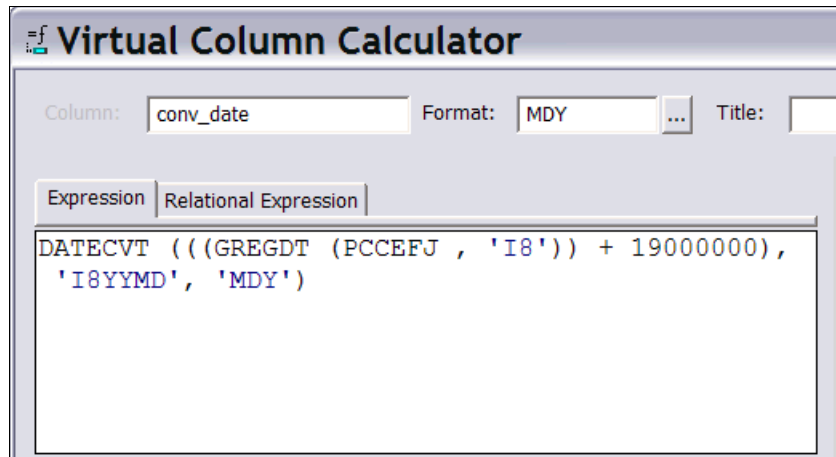 Virtual Column Calculator
Column: conv_date Format: MDY ... Title:
Expression Relational Expression
DATECVT (((GREGDT (PCCEFJ , 'I8')) + 19000000),
'I8YYMD', 'MDY')